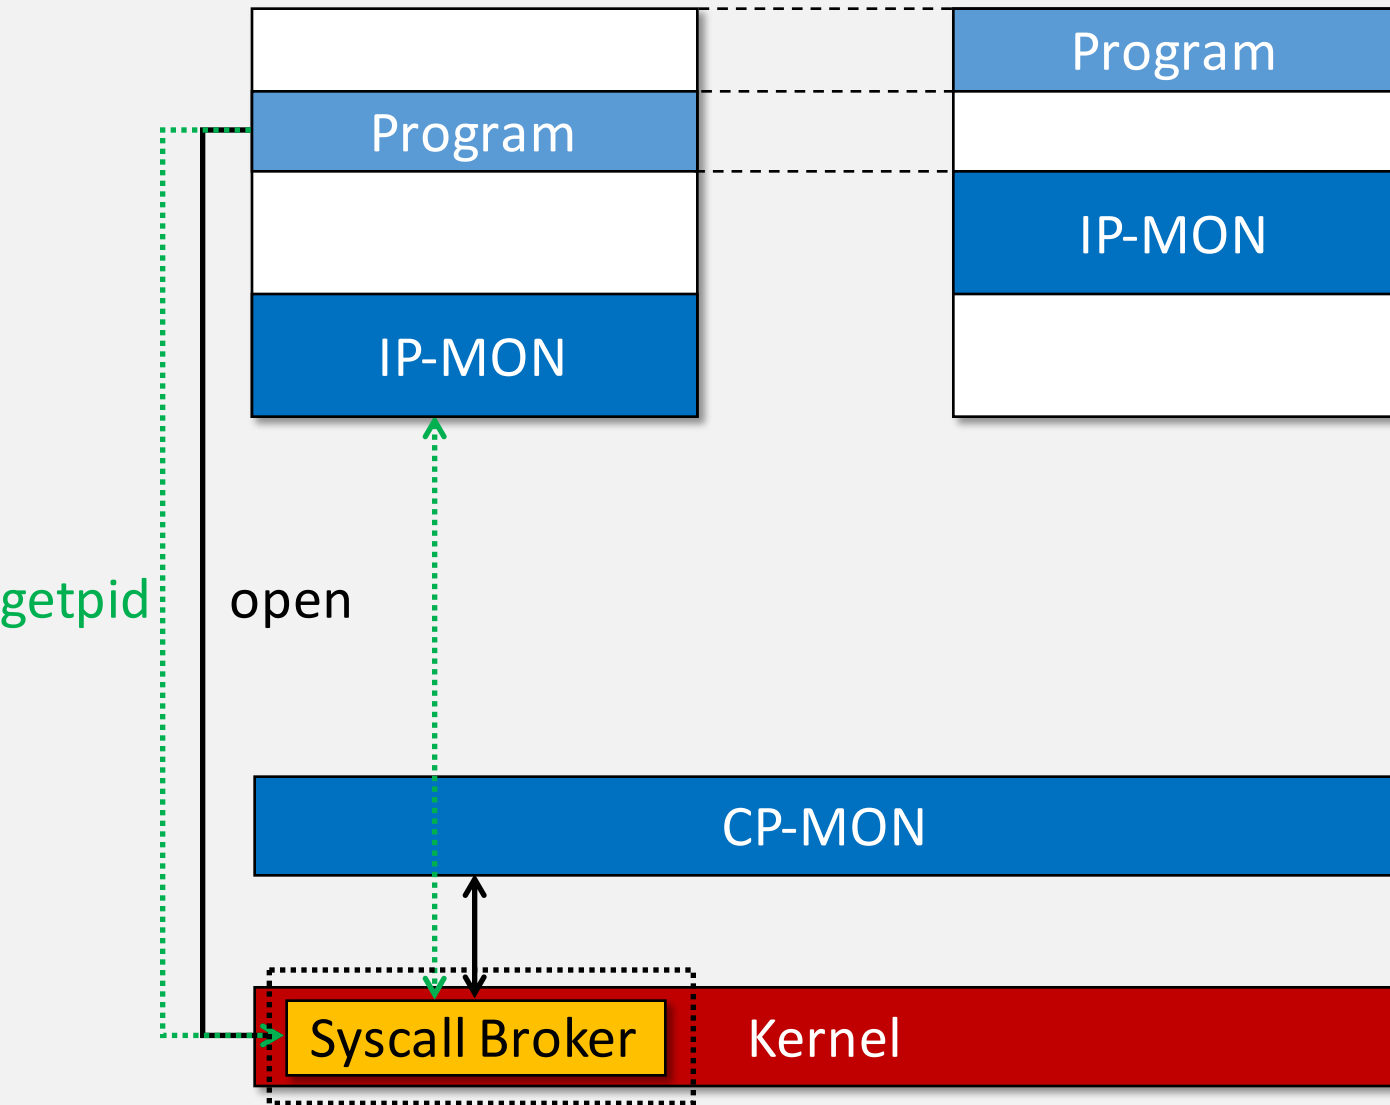 Program
Program
IP-MON
IP-MON
getpid
open
CP-MON
Syscall Broker
Kernel